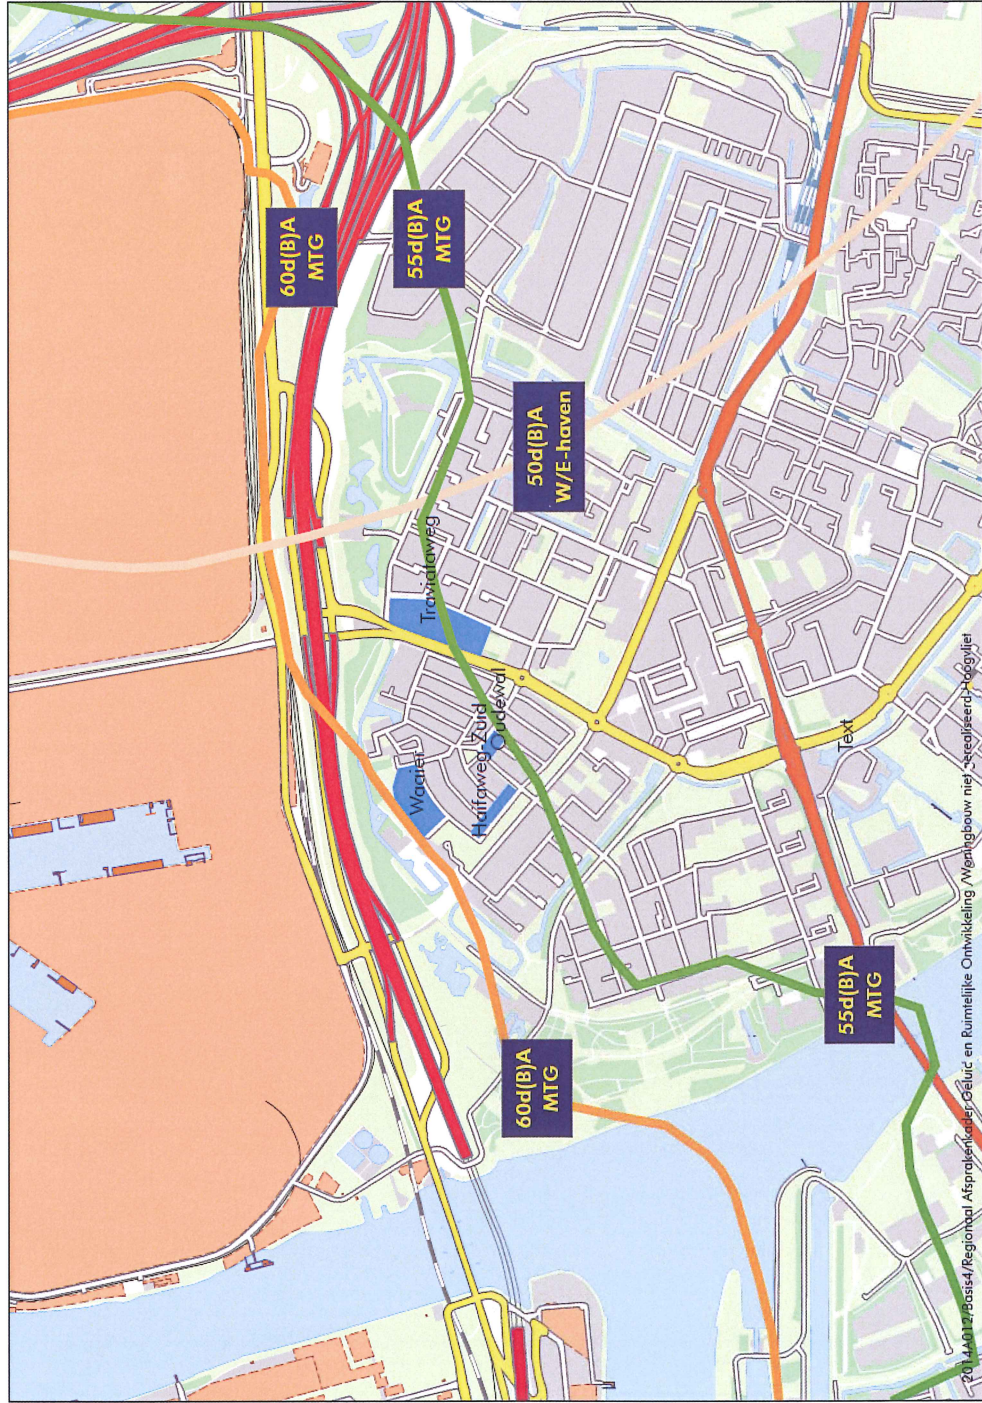 60d(B)A
MTG
55d(B)A
MTG
50d(B)A
W/E-haven
Traviataweg
Oudewal
Haifaweg Zuid
Waaier
Text
55d(B)A
MTG
60d(B)A
MTG
2014A012/Basis4/Regionaal Afsprakenkader Geluid en Ruimtelijke Ontwikkeling /Woningbouw niet gerealiseerd-Hoogvliet